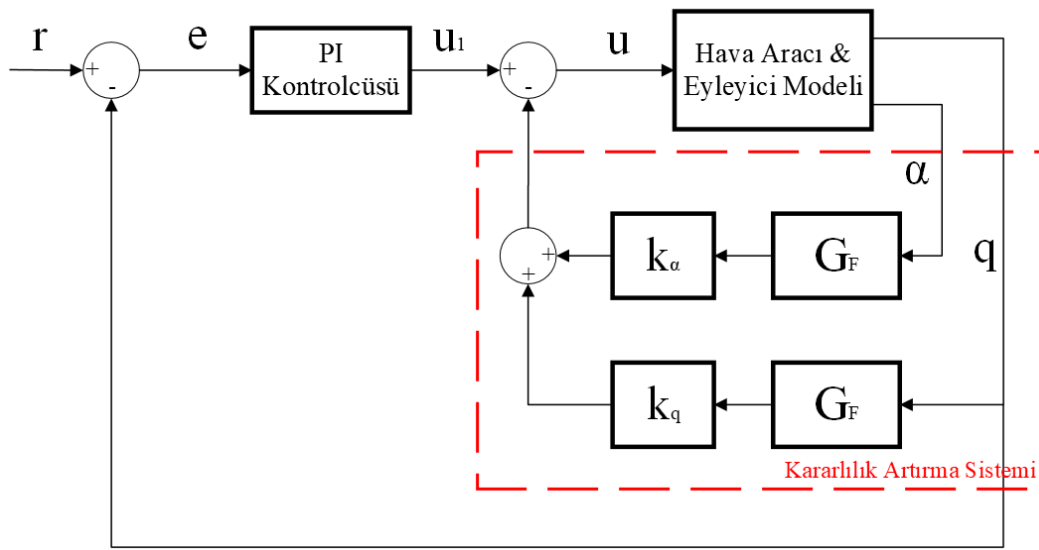 r
e
PI
Kontrolcüsü
u₁
u
Hava Aracı &
Eyleyici Modeli
+
-
+
-
α
q
+
+
kα
GF
kq
GF
Kararlılık Artırma Sistemi